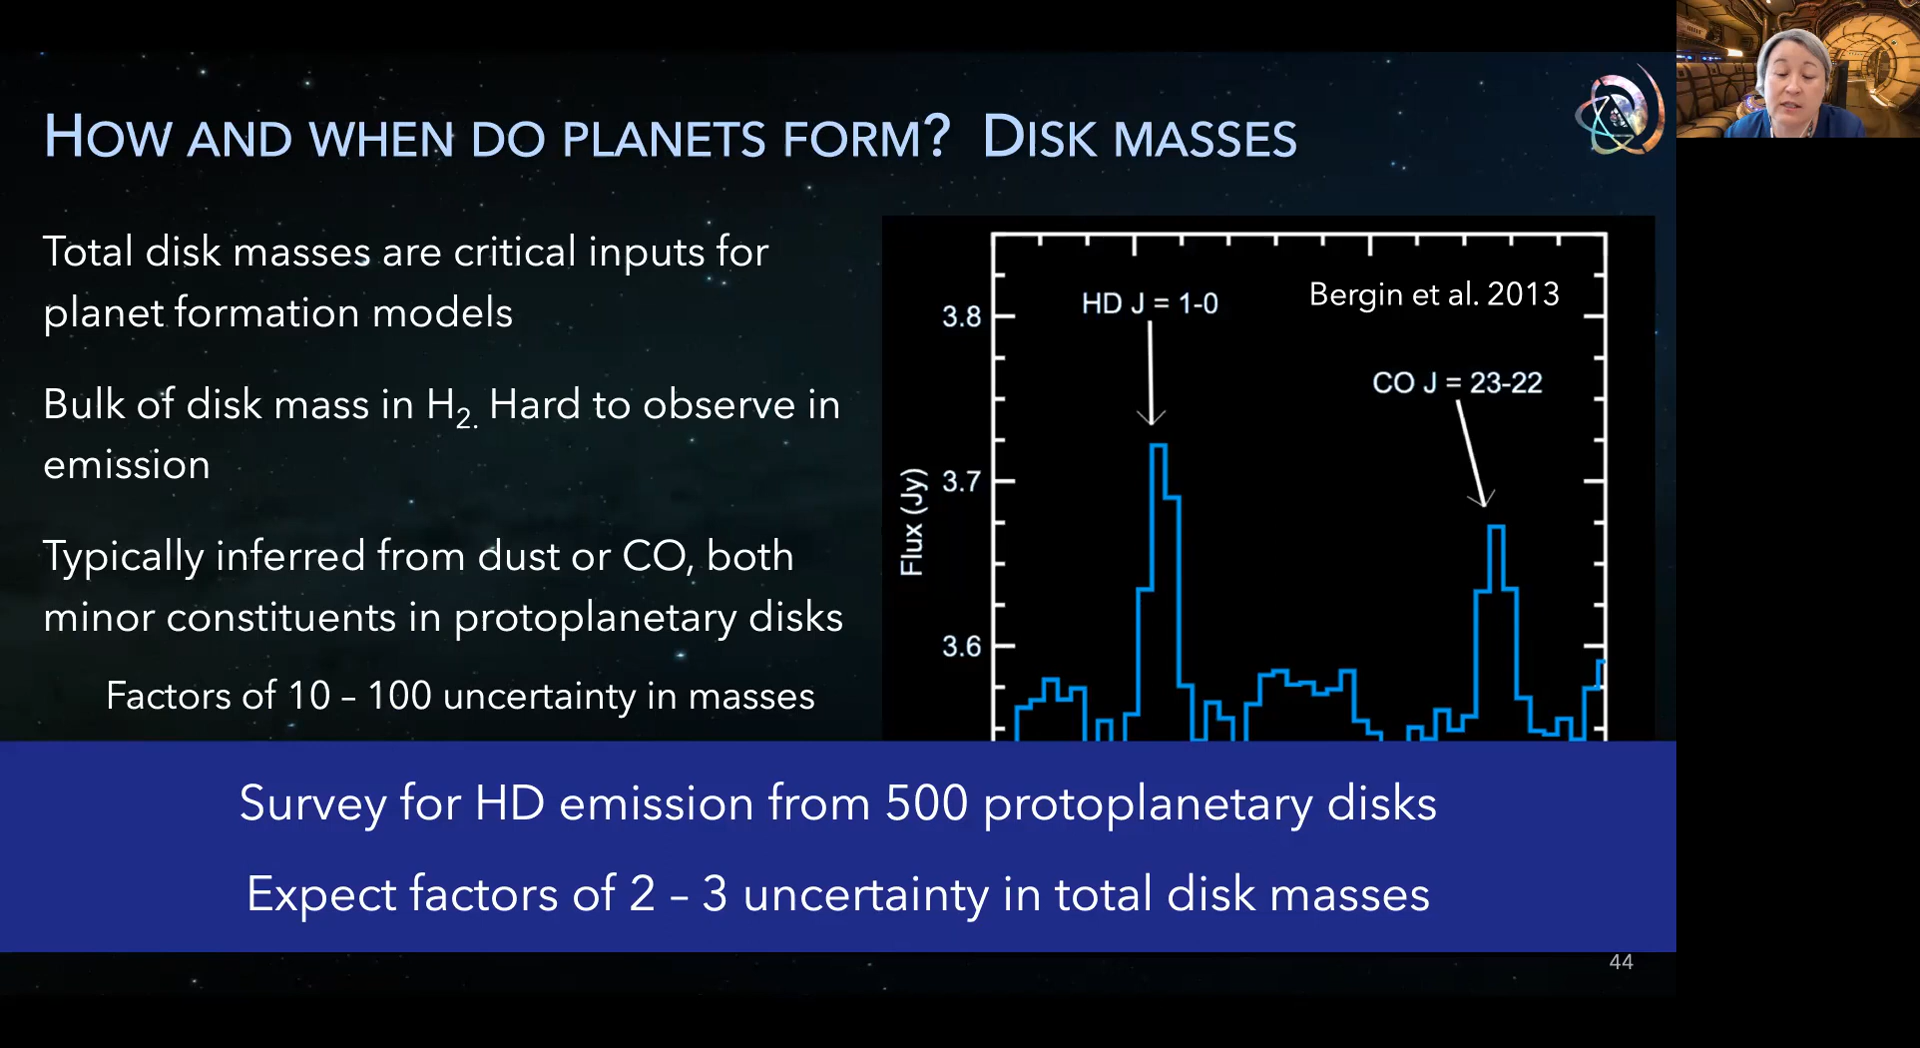 HOW AND WHEN DO PLANETS FORM? DISK MASSES
Total disk masses are critical inputs for
planet formation models
Bulk of disk mass in H2. Hard to observe in
emission
Typically inferred from dust or CO, both
minor constituents in protoplanetary disks
Factors of 10 – 100 uncertainty in masses
HD J = 1-0
Bergin et al. 2013
CO J = 23-22
3.8
3.7
3.6
Flux (Jy)
Survey for HD emission from 500 protoplanetary disks
Expect factors of 2 – 3 uncertainty in total disk masses
44